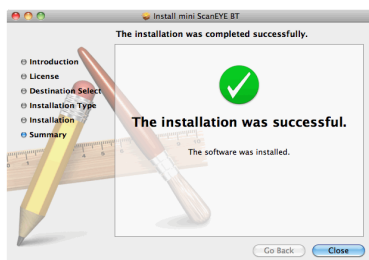 Install mini ScanEYE BT
The installation was completed successfully.
Introduction
License
Destination Select
Installation Type
Installation
Summary
The installation was successful.
The software was installed.
Go Back
Close